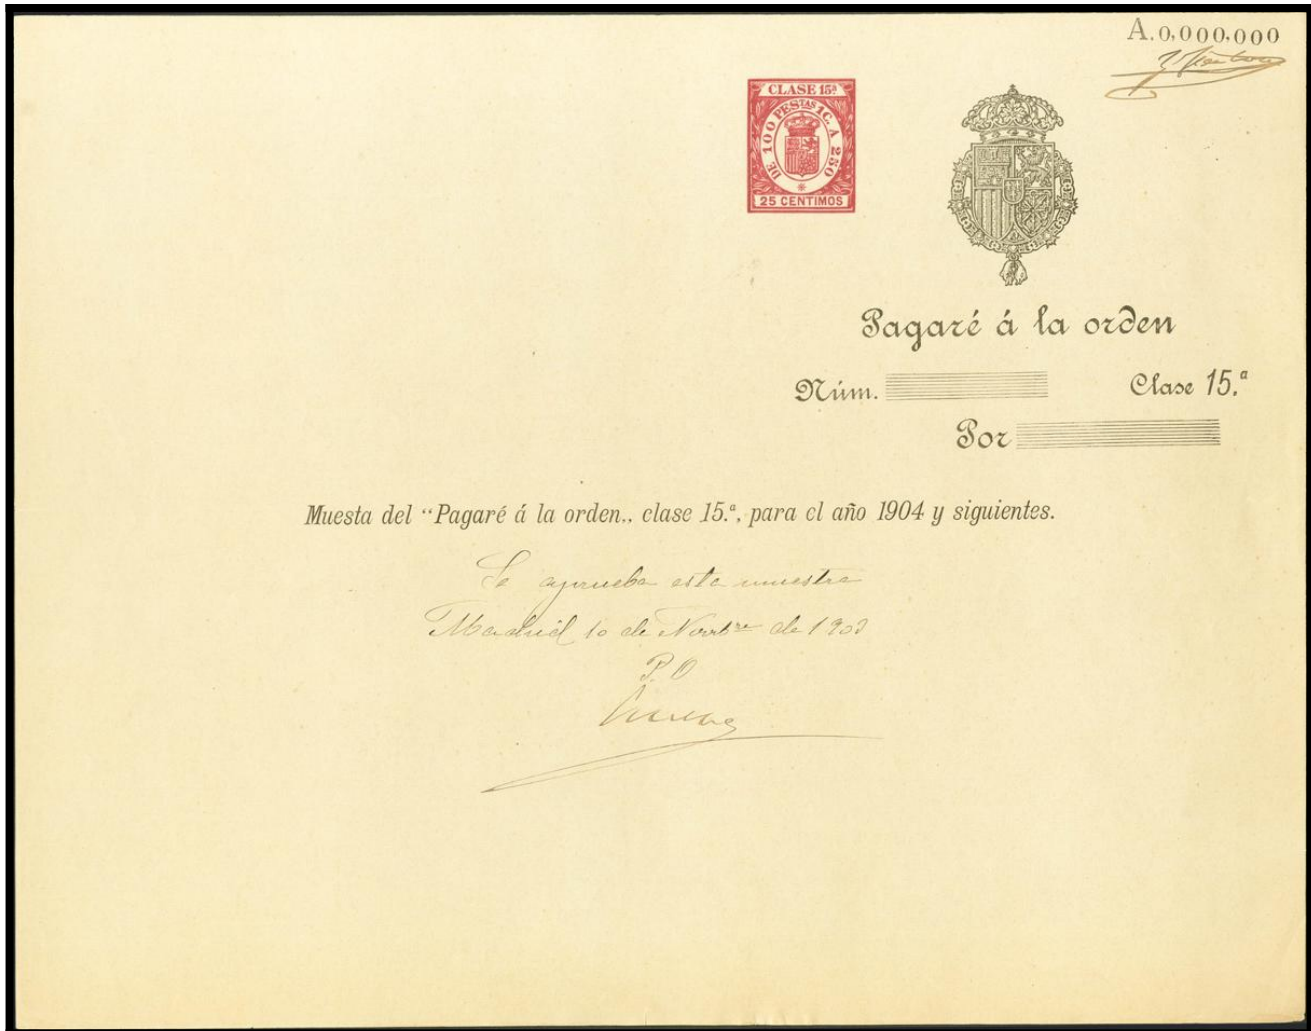 A.0,000,000
CLASE 15ª
DE 100 PESTAS 1C. A 250
25 CENTIMOS
Pagaré á la orden
Núm. Clase 15.ª
Por
Muesta del “Pagaré á la orden„ clase 15.ª, para el año 1904 y siguientes.
Se aprueba esta muestra
Madrid 10 de Novbre de 1903
P.O